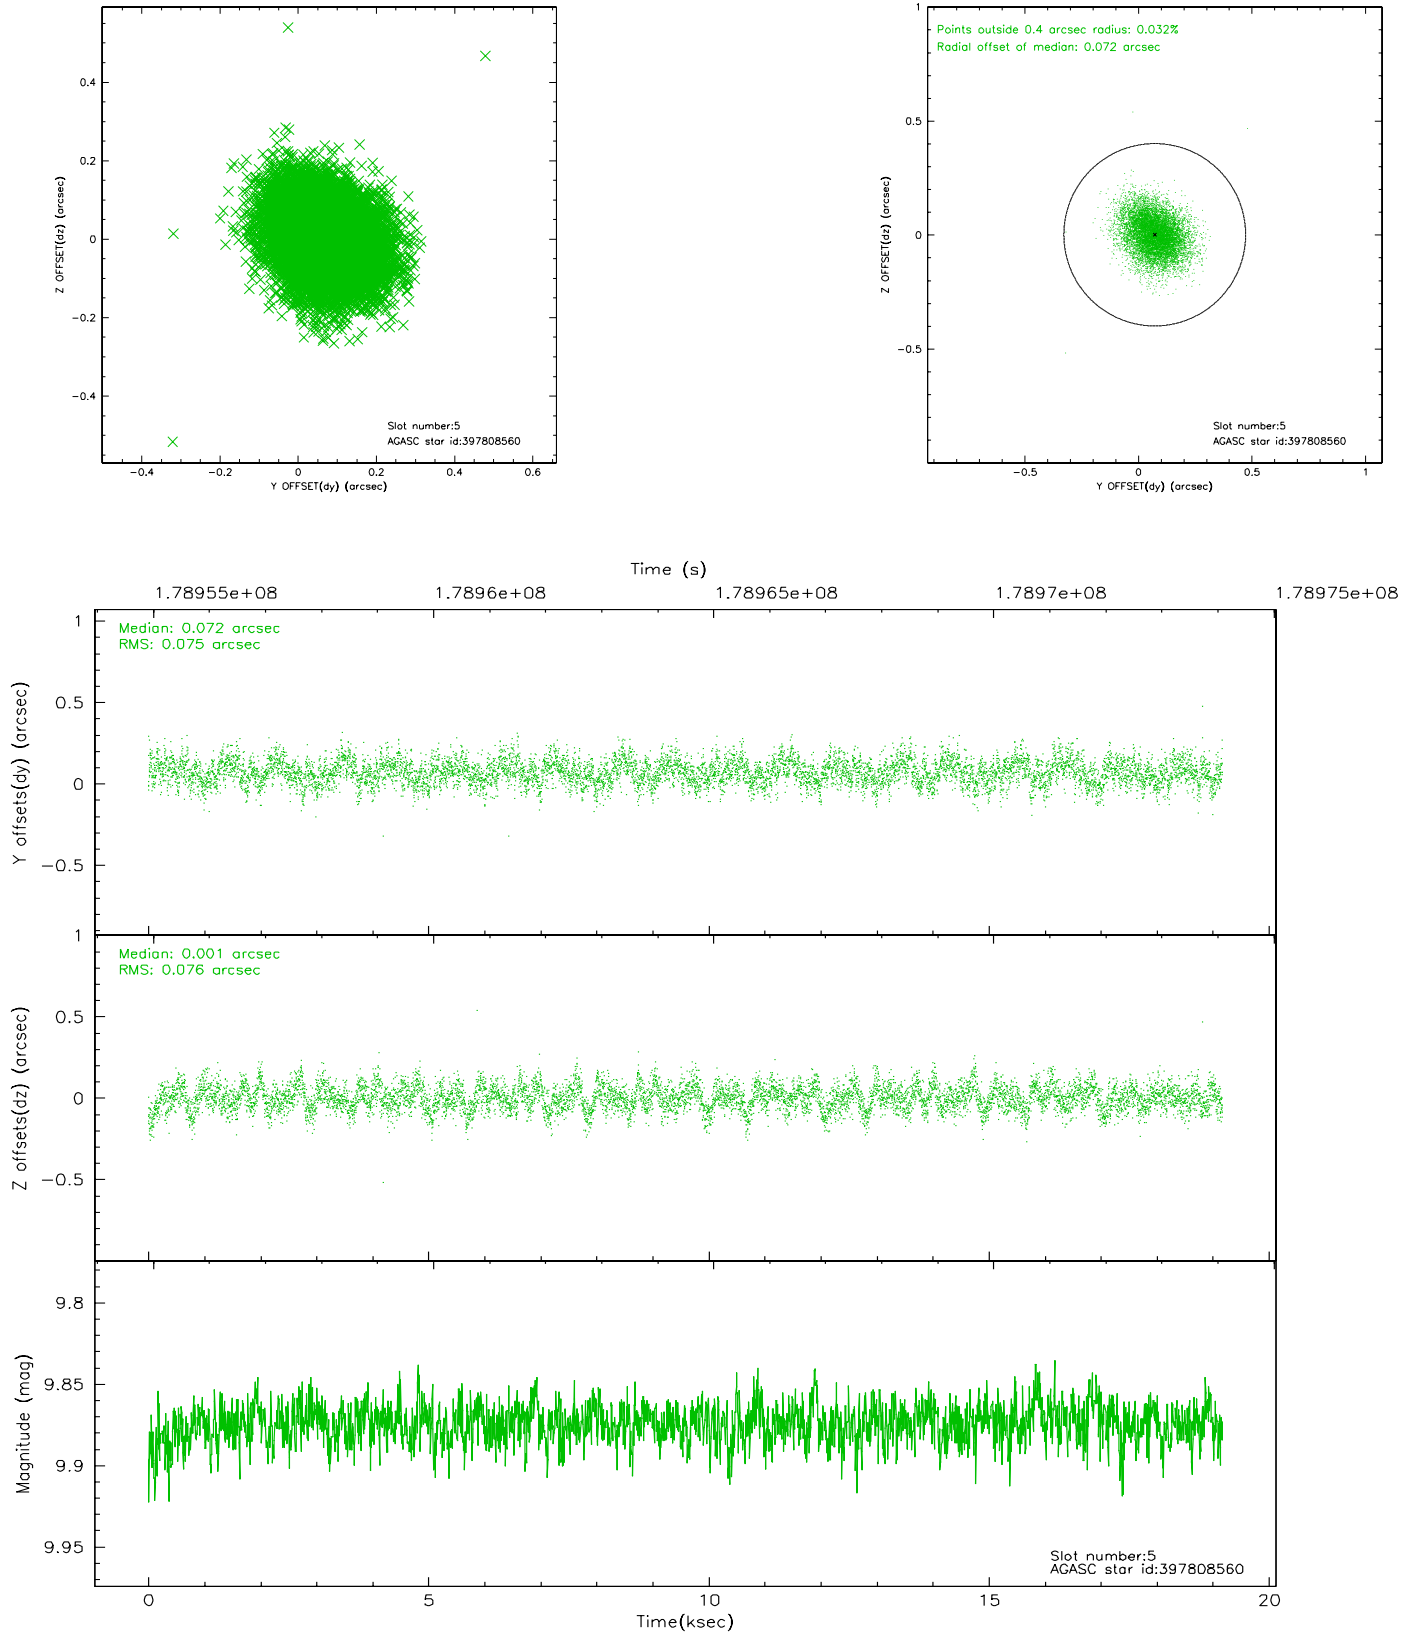 0.4
0.2
0
−0.2
−0.4
Z OFFSET(dz) (arcsec)
−0.4 −0.2 0 0.2 0.4 0.6
Y OFFSET(dy) (arcsec)
Slot number:5
AGASC star id:397808560
Points outside 0.4 arcsec radius: 0.032%
Radial offset of median: 0.072 arcsec
1
0.5
0
−0.5
Z OFFSET(dz) (arcsec)
−0.5 0 0.5 1
Y OFFSET(dy) (arcsec)
Slot number:5
AGASC star id:397808560
Time (s)
1.78955e+08 1.7896e+08 1.78965e+08 1.7897e+08 1.78975e+08
Median: 0.072 arcsec
RMS: 0.075 arcsec
1
0.5
0
−0.5
Y offsets(dy) (arcsec)
Median: 0.001 arcsec
RMS: 0.076 arcsec
1
0.5
0
−0.5
Z offsets(dz) (arcsec)
9.8
9.85
9.9
9.95
Magnitude (mag)
Slot number:5
AGASC star id:397808560
0 5 10 15 20
Time(ksec)